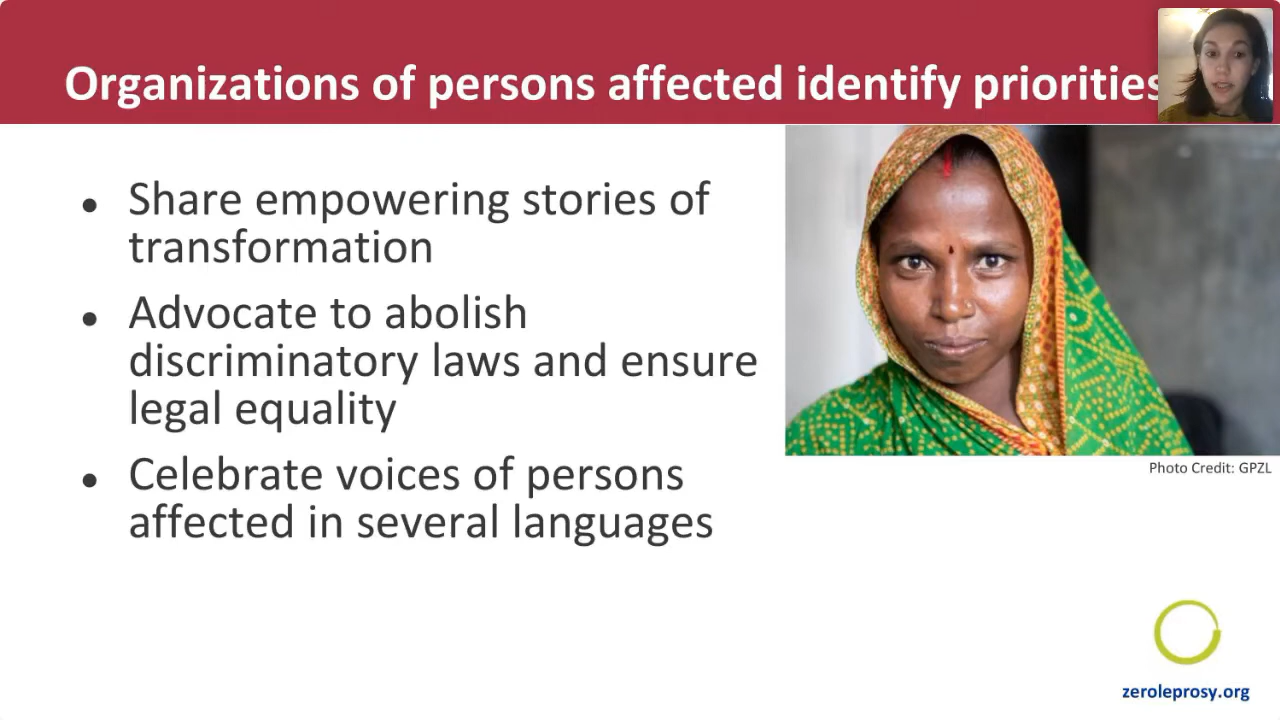 Organizations of persons affected identify priorities
● Share empowering stories of
transformation
● Advocate to abolish
discriminatory laws and ensure
legal equality
● Celebrate voices of persons
affected in several languages
Photo Credit: GPZL
zeroleprosy.org